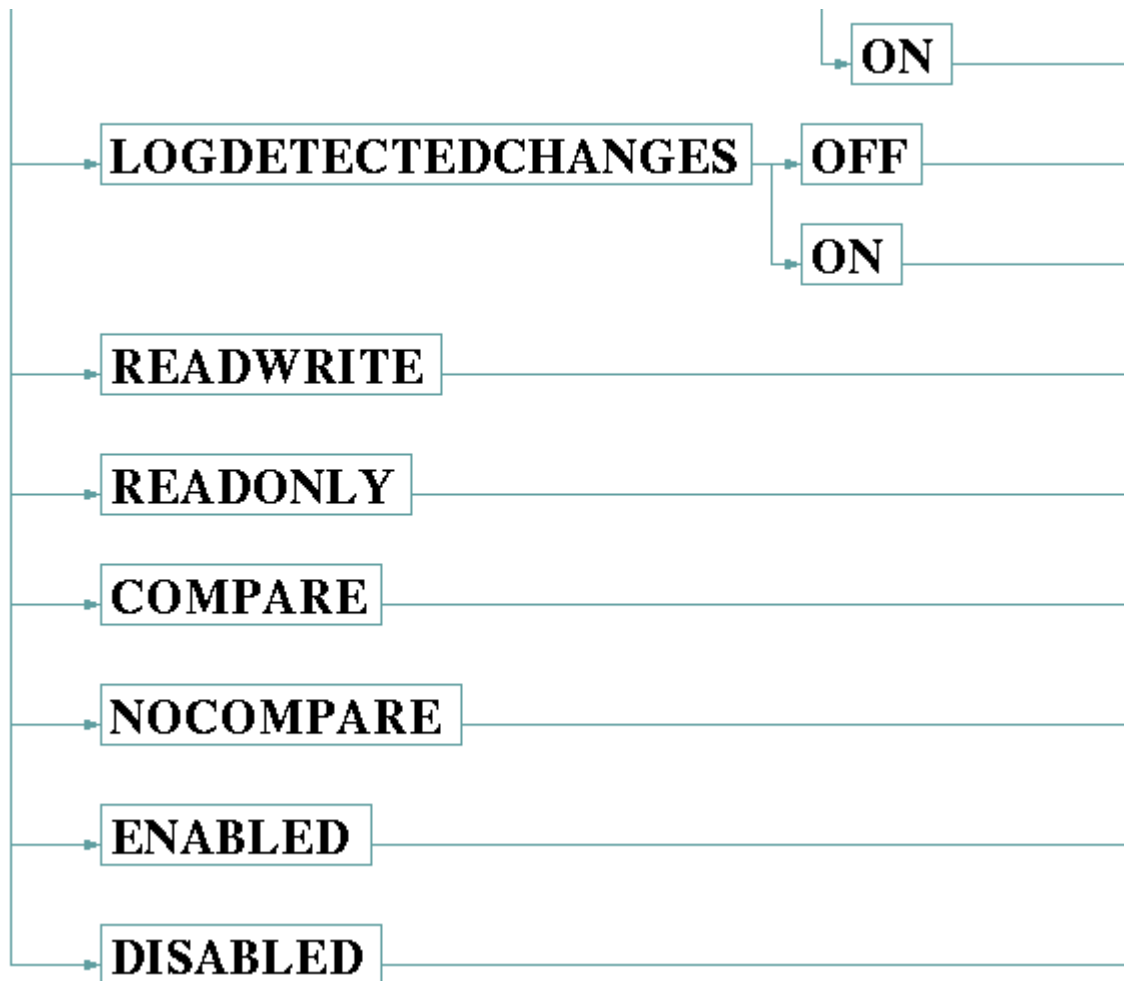 ON
LOGDETECTEDCHANGES OFF
ON
READWRITE
READONLY
COMPARE
NOCOMPARE
ENABLED
DISABLED